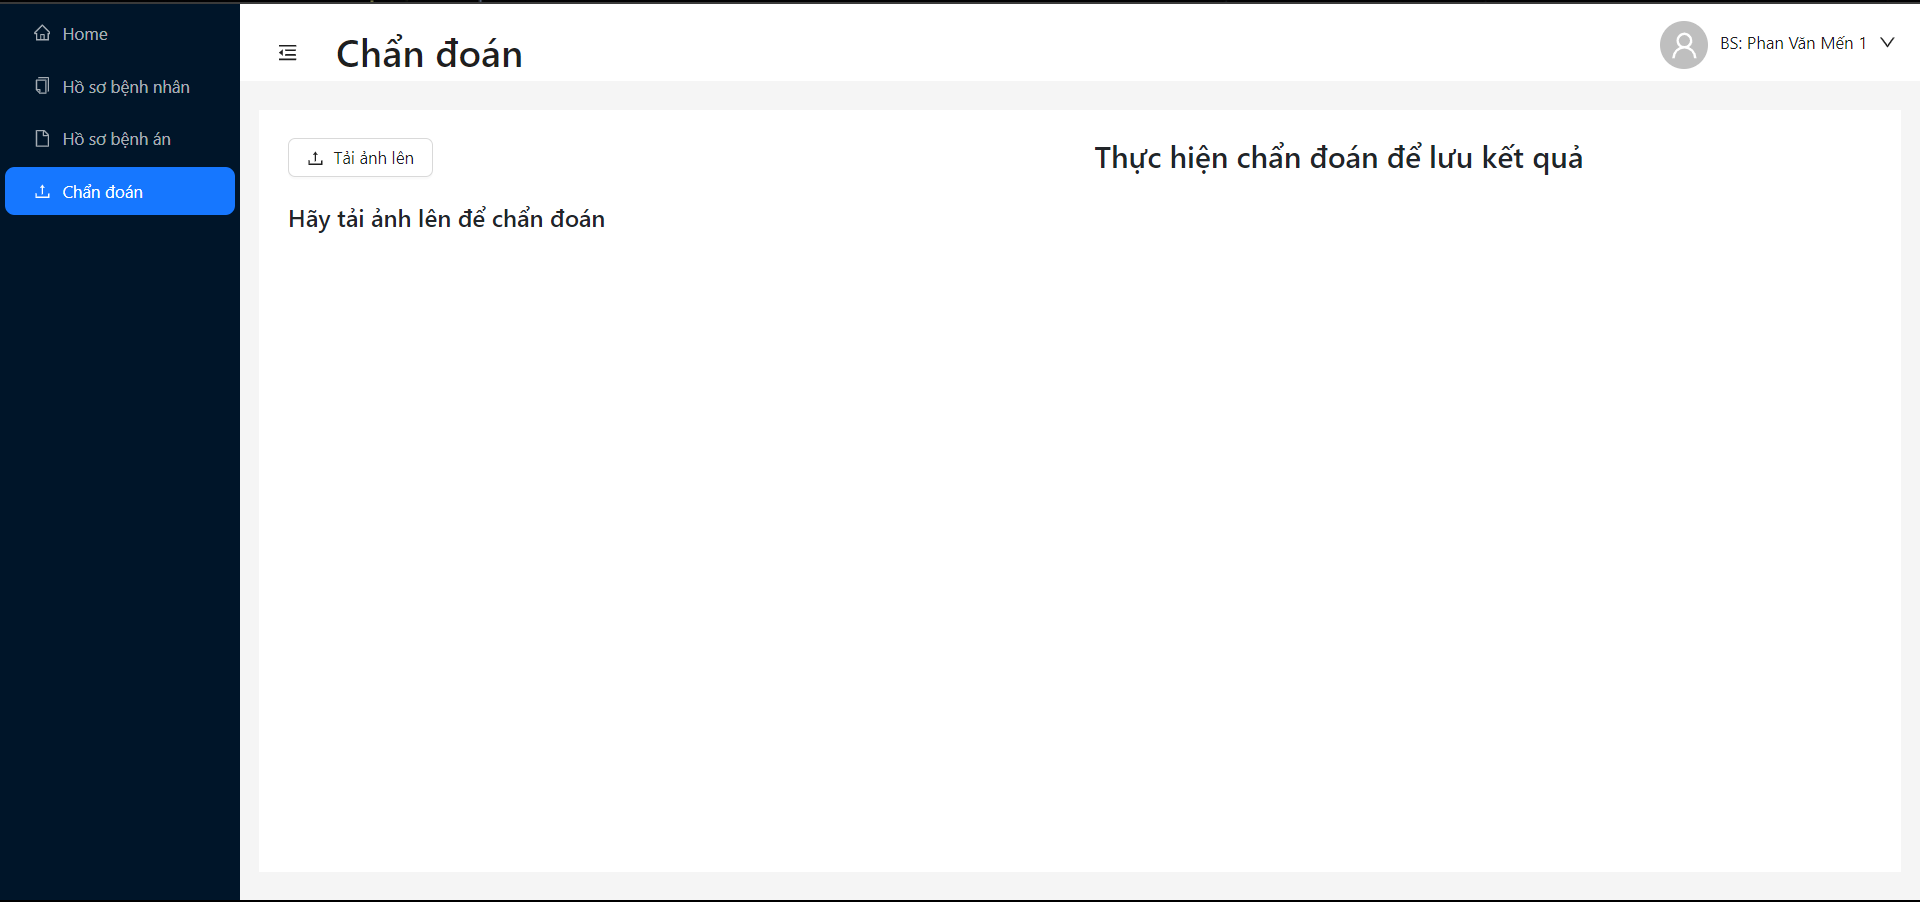 Home
Hồ sơ bệnh nhân
Hồ sơ bệnh án
Chẩn đoán
Chẩn đoán
BS: Phan Văn Mến 1
Tải ảnh lên
Thực hiện chẩn đoán để lưu kết quả
Hãy tải ảnh lên để chẩn đoán